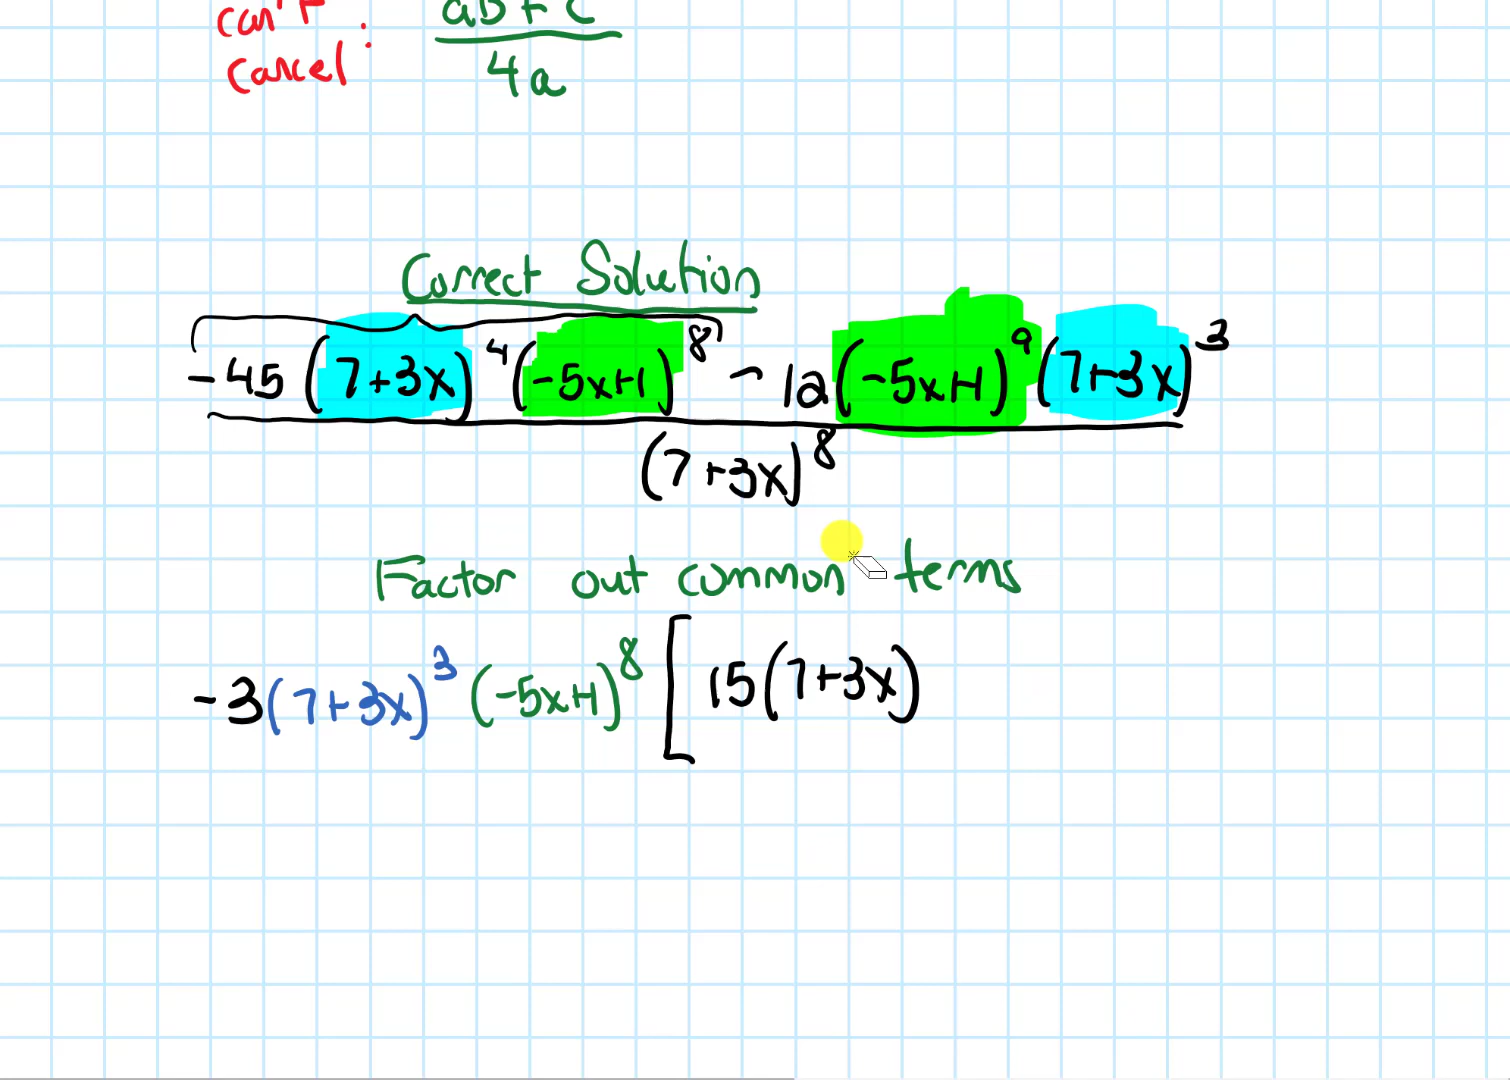 can't
cancel :
ab + c
4a
Correct Solution
-45 (7+3x)^4 (-5x+1)^8 - 12 (-5x+1)^9 (7+3x)^3
(7+3x)^8
Factor out common terms
-3(7+3x)^3 (-5x+1)^8 [ 15(7+3x)